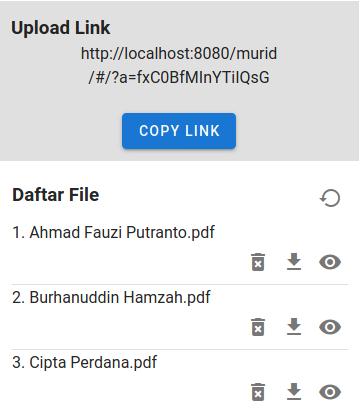 Upload Link
http://localhost:8080/murid
/#/?a=fxC0BfMInYTiIQsG
COPY LINK
Daftar File
1. Ahmad Fauzi Putranto.pdf
2. Burhanuddin Hamzah.pdf
3. Cipta Perdana.pdf